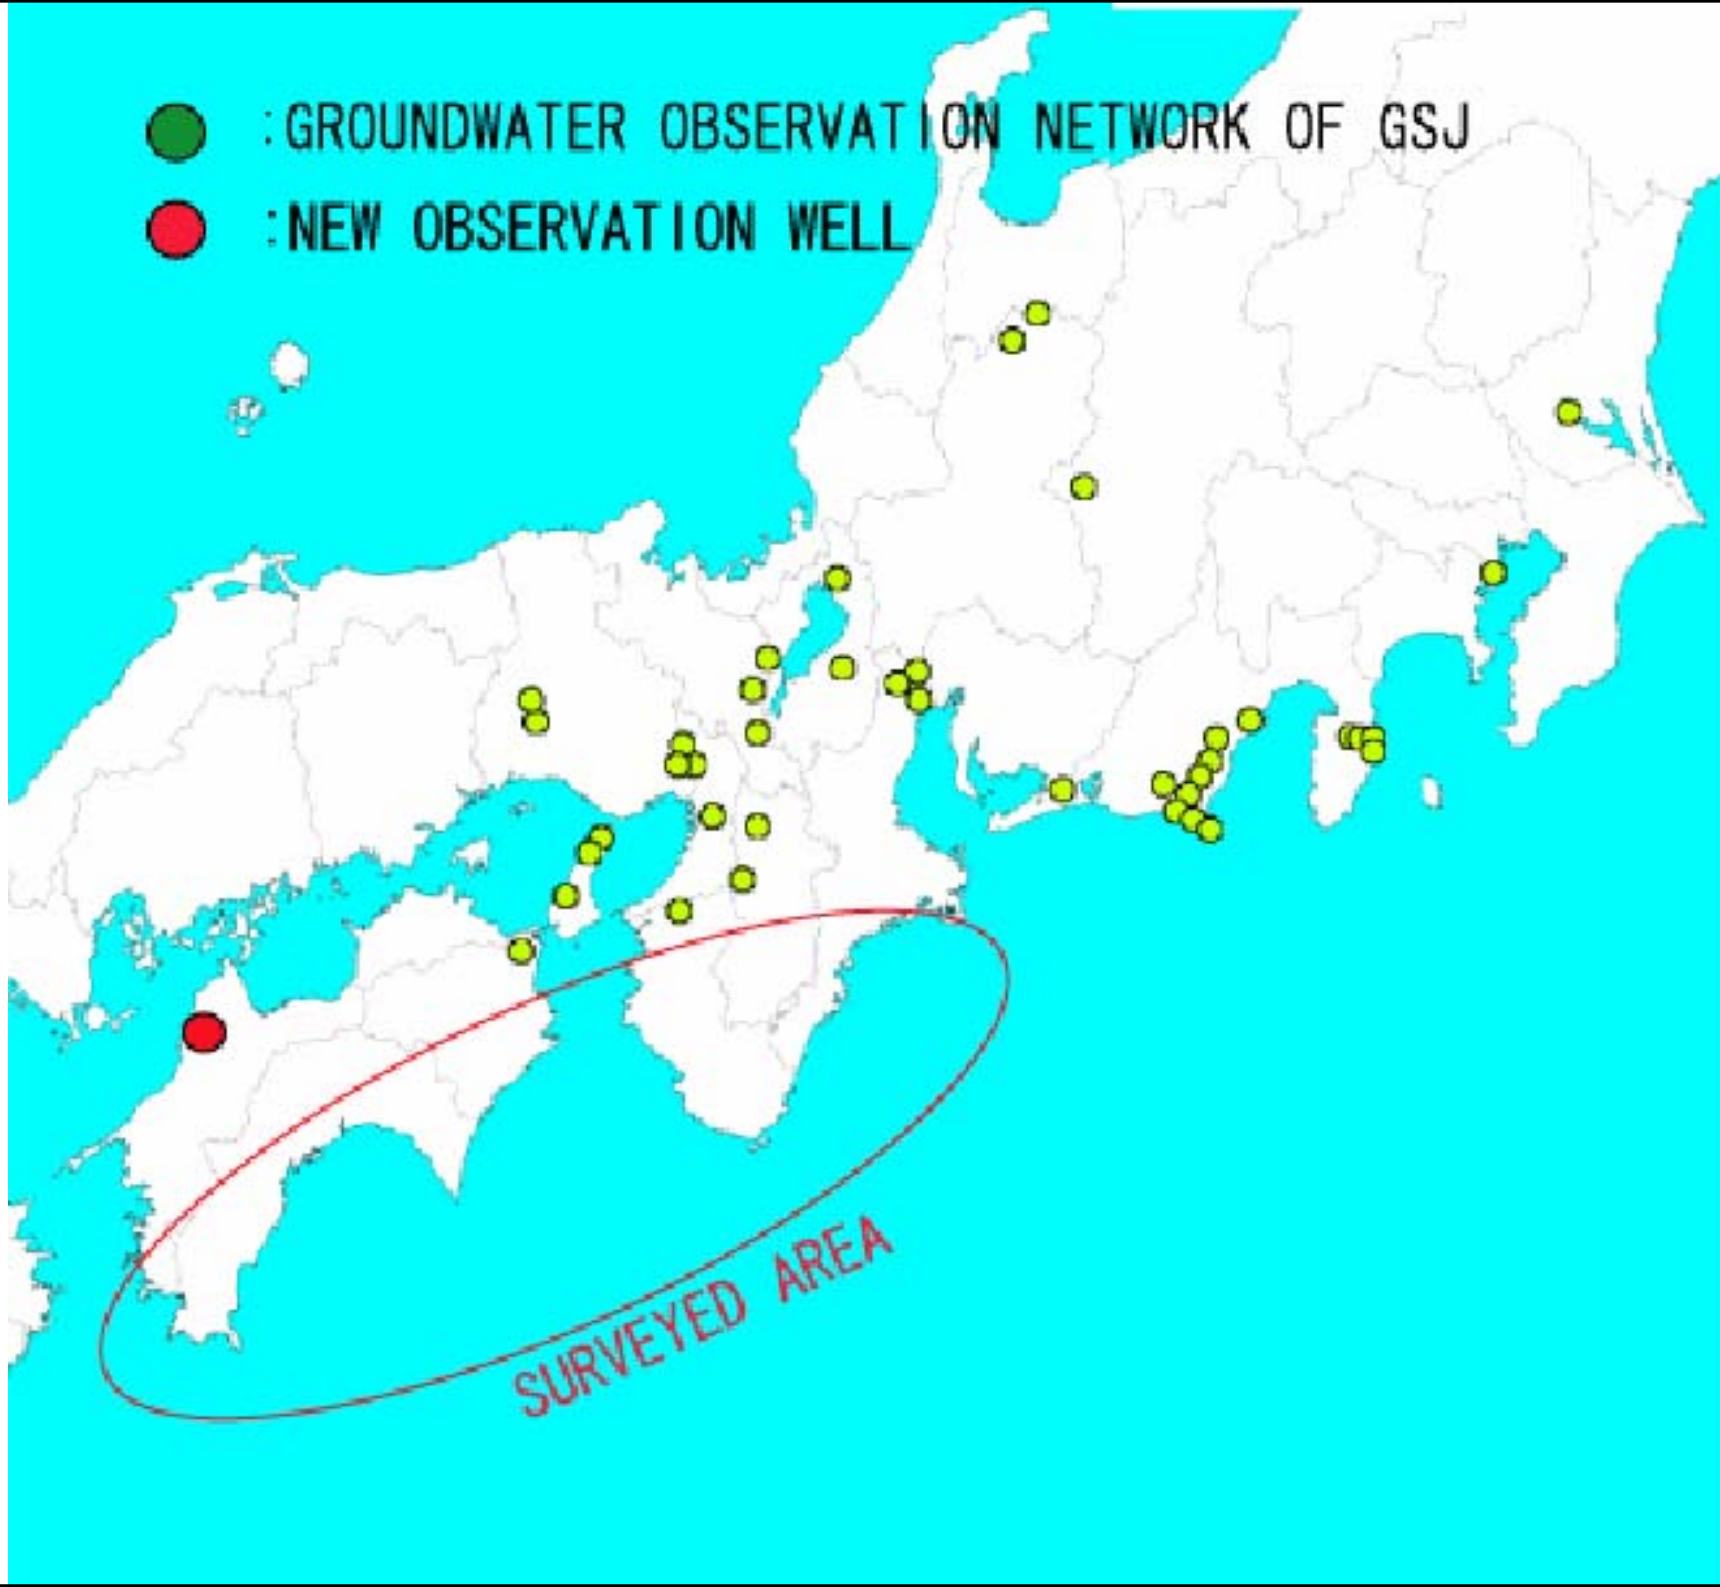 :GROUNDWATER OBSERVATION NETWORK OF GSJ
:NEW OBSERVATION WELL
SURVEYED AREA